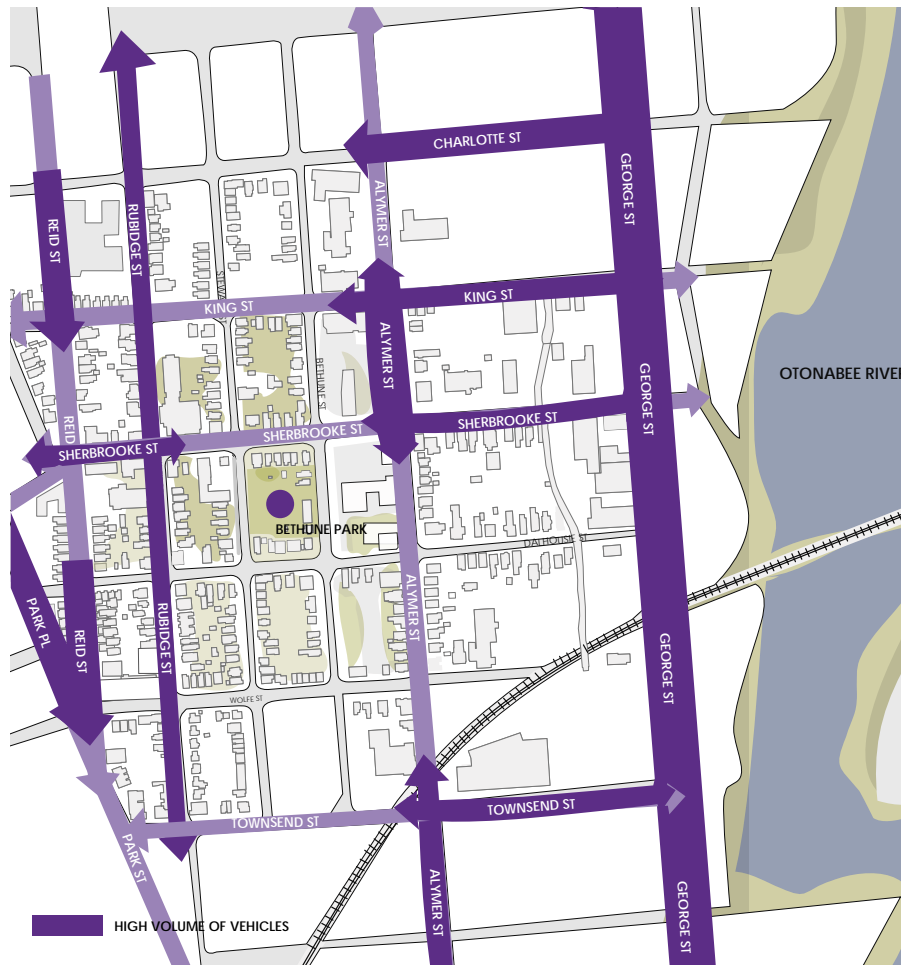 CHARLOTTE ST
GEORGE ST
ALYMER ST
RUBIDGE ST
REID ST
KING ST
ALYMER ST
BETHUNE ST
GEORGE ST
OTONABEE RIVER
REID
SHERBROOKE ST
SHERBROOKE ST
SHERBROOKE ST
BETHUNE PARK
DALHOUSIE ST
KING ST
PARK PL
REID ST
RUBIDGE ST
ALYMER ST
GEORGE ST
WOLFE ST
TOWNSEND ST
TOWNSEND ST
PARK ST
ALYMER ST
GEORGE ST
HIGH VOLUME OF VEHICLES